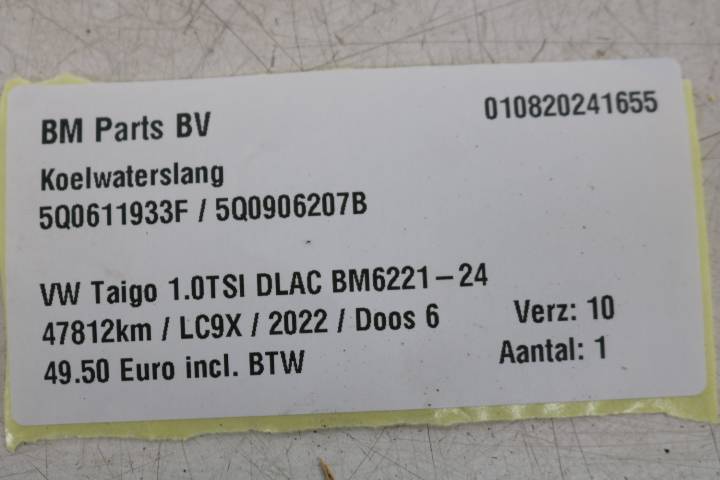 BM Parts BV 010820241655
Koelwaterslang
5Q0611933F / 5Q0906207B
VW Taigo 1.0TSI DLAC BM6221-24
47812km / LC9X / 2022 / Doos 6 Verz: 10
49.50 Euro incl. BTW Aantal: 1